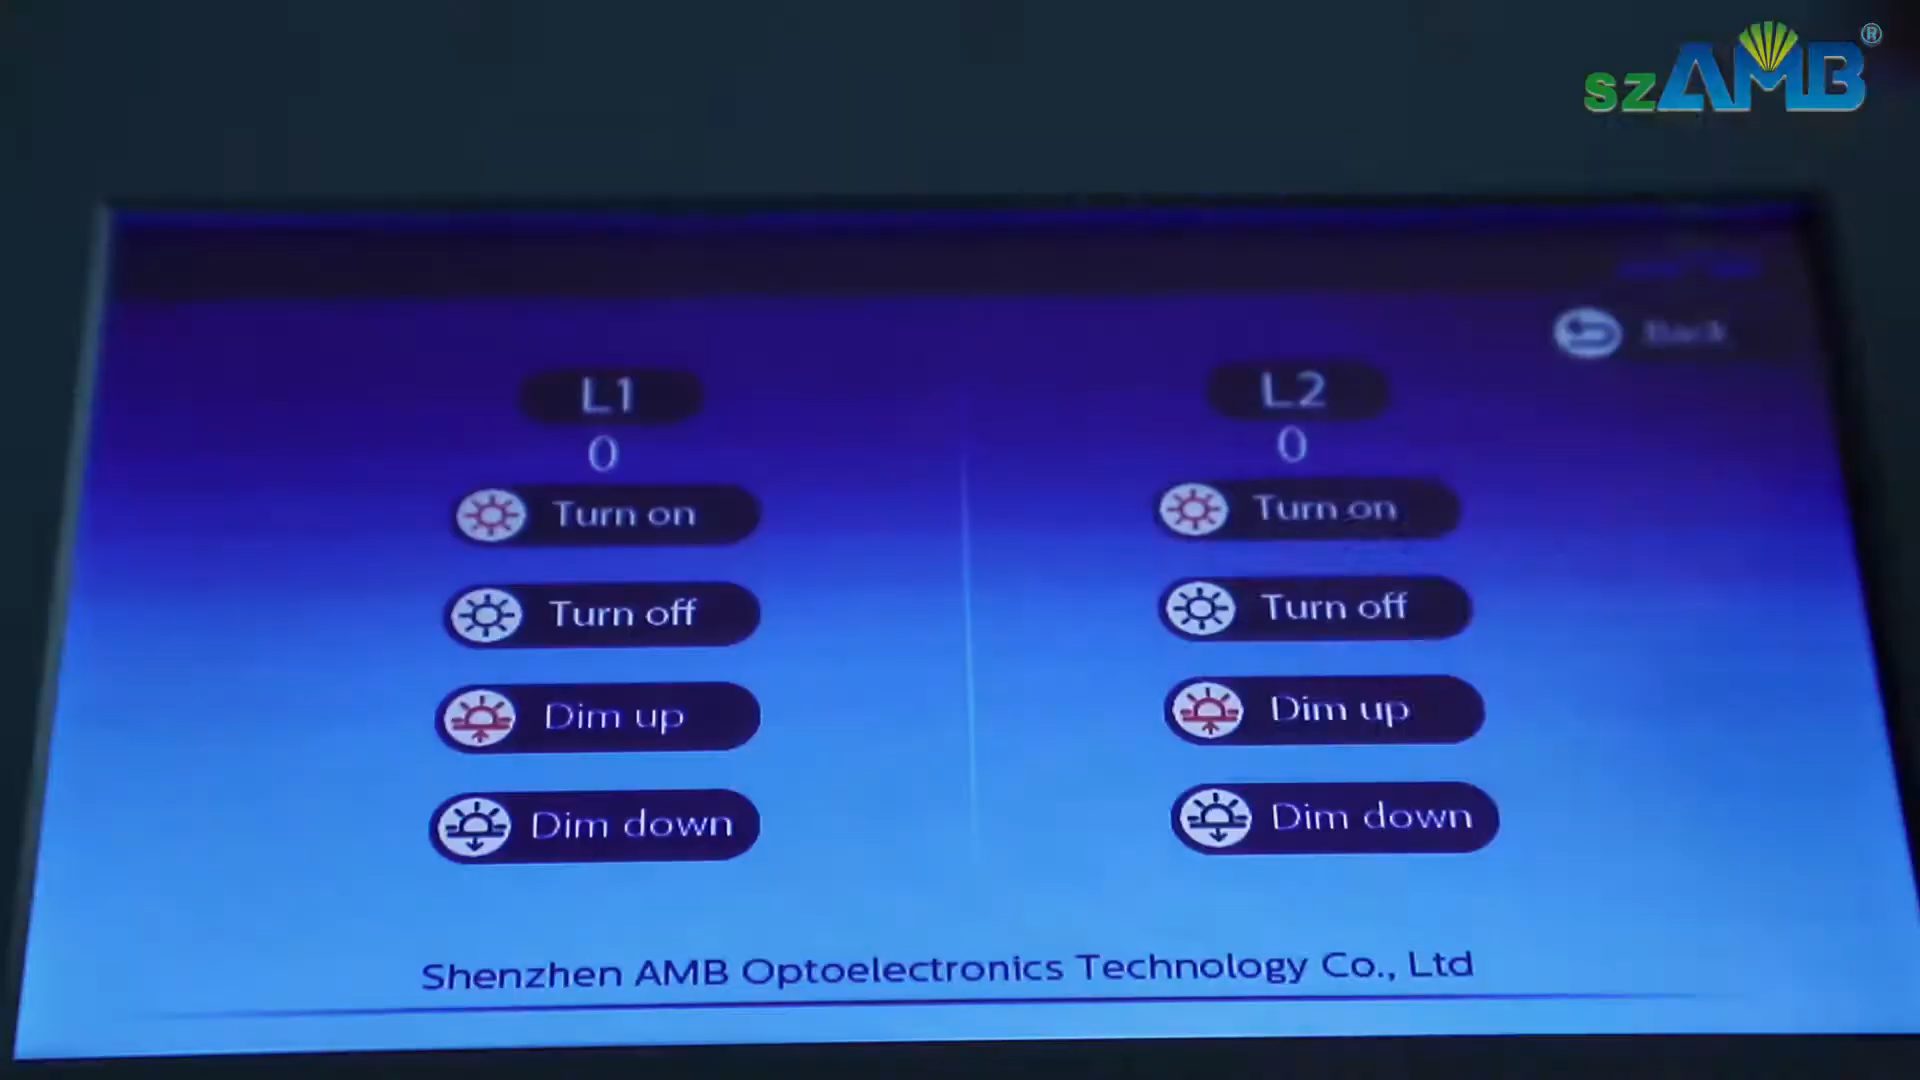 szAMB®
Back
L1
0
Turn on
Turn off
Dim up
Dim down
L2
0
Turn on
Turn off
Dim up
Dim down
Shenzhen AMB Optoelectronics Technology Co., Ltd